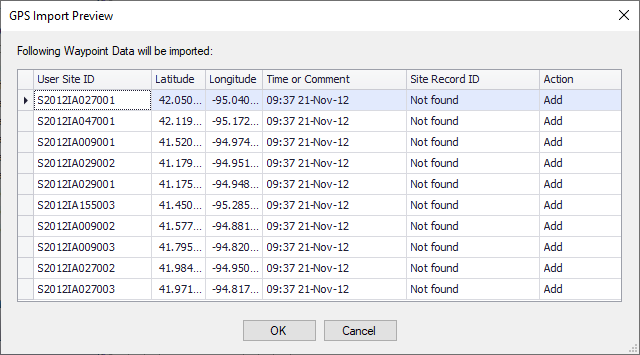 GPS Import Preview
Following Waypoint Data will be imported:
User Site ID Latitude Longitude Time or Comment Site Record ID Action
S2012IA027001 42.050... -95.040... 09:37 21-Nov-12 Not found Add
S2012IA047001 42.119... -95.172... 09:37 21-Nov-12 Not found Add
S2012IA009001 41.520... -94.974... 09:37 21-Nov-12 Not found Add
S2012IA029002 41.179... -94.951... 09:37 21-Nov-12 Not found Add
S2012IA029001 41.175... -94.948... 09:37 21-Nov-12 Not found Add
S2012IA155003 41.450... -95.285... 09:37 21-Nov-12 Not found Add
S2012IA009002 41.577... -94.881... 09:37 21-Nov-12 Not found Add
S2012IA009003 41.795... -94.820... 09:37 21-Nov-12 Not found Add
S2012IA027002 41.984... -94.950... 09:37 21-Nov-12 Not found Add
S2012IA027003 41.971... -94.817... 09:37 21-Nov-12 Not found Add
OK Cancel